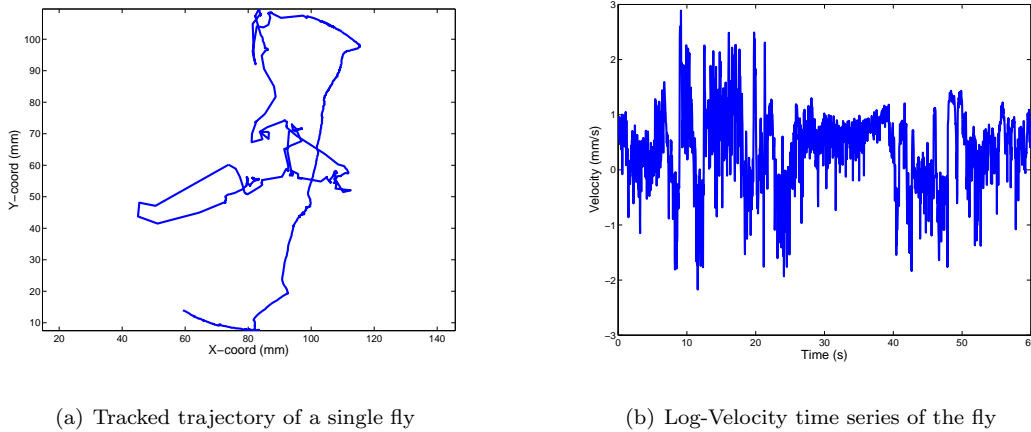 100
90
80
70
60
50
40
30
20
10
Y−coord (mm)
20 40 60 80 100 120 140
X−coord (mm)
(a) Tracked trajectory of a single fly
3
2
1
0
−1
−2
−3
Velocity (mm/s)
0 10 20 30 40 50 60
Time (s)
(b) Log-Velocity time series of the fly